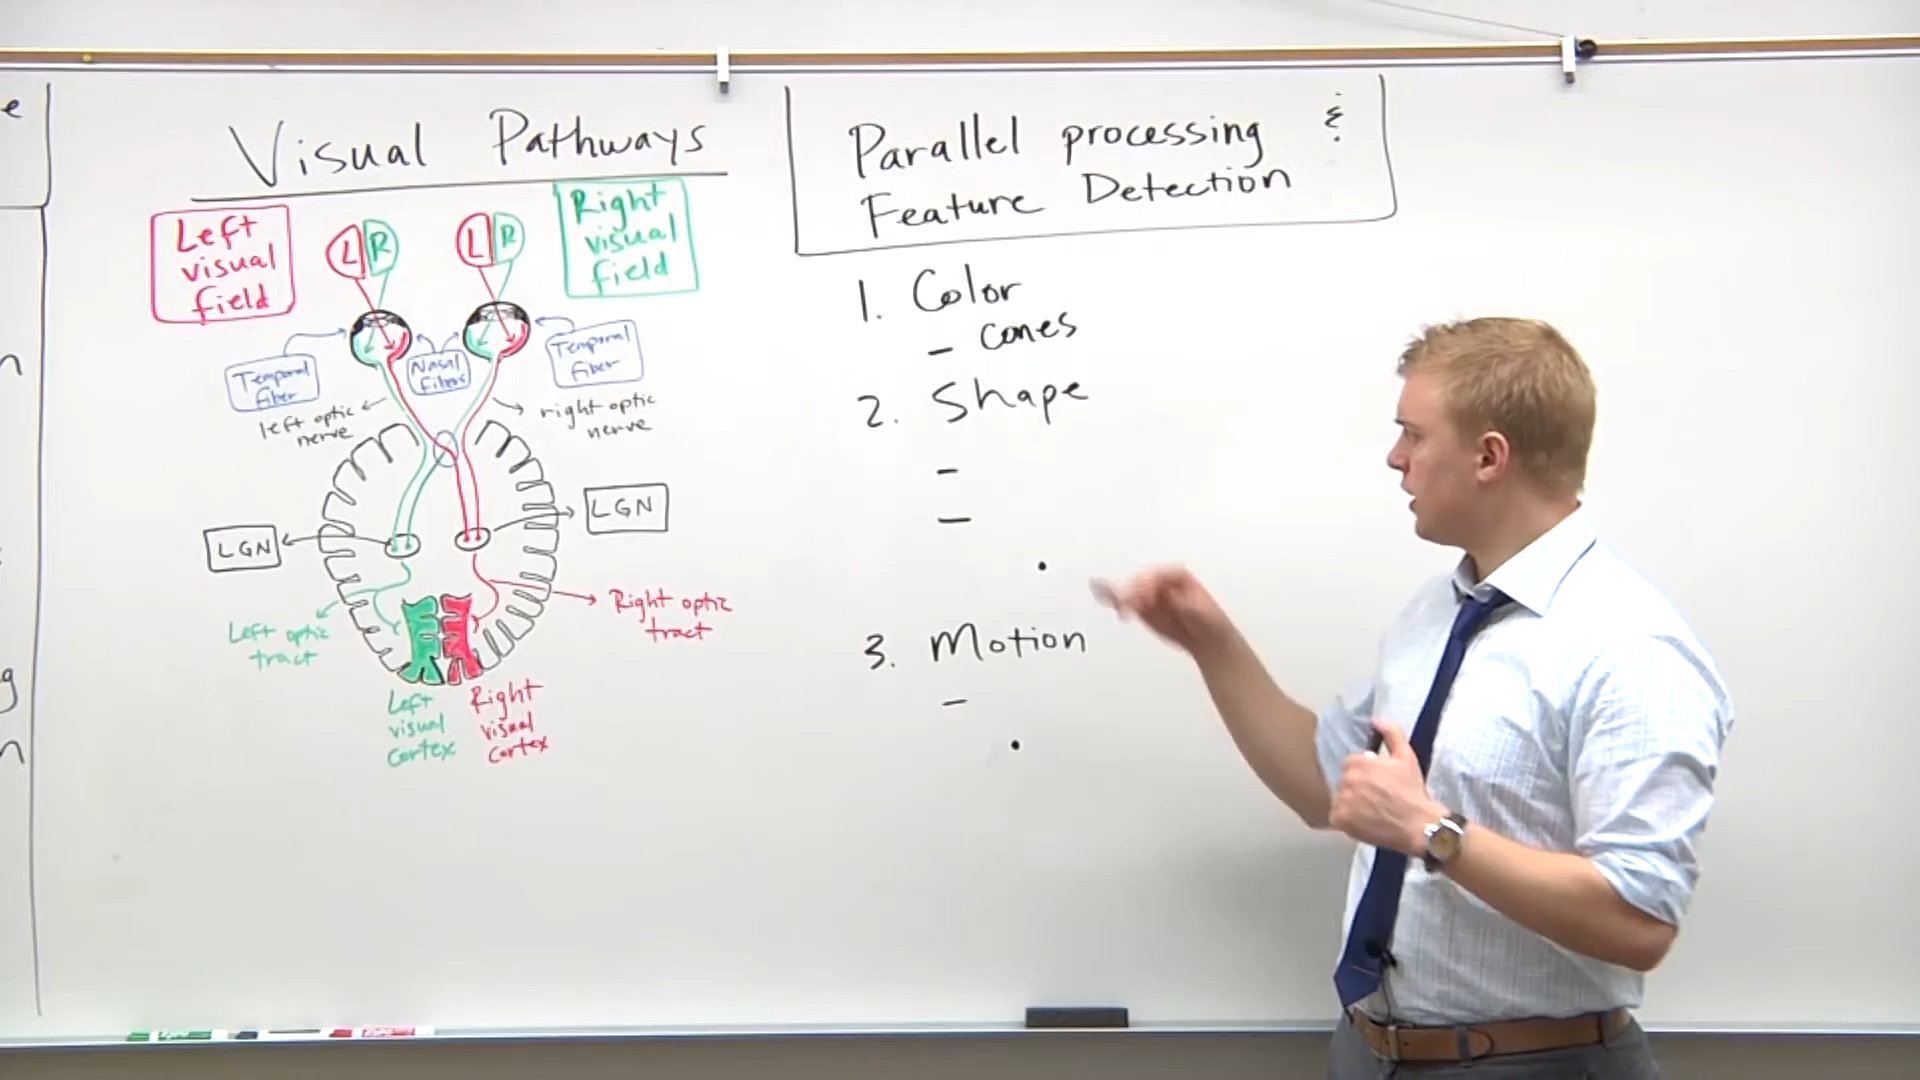 e
n
g
n
Visual Pathways
Left
visual
field
L R
L R
Right
visual
field
Temporal
fiber
Nasal
fibers
Temporal
fiber
left optic
nerve
right optic
nerve
LGN
LGN
Left optic
tract
Right optic
tract
Left
visual
cortex
Right
visual
cortex
Parallel processing &
Feature Detection
1. Color
- Cones
2. Shape
-
-
•
3. Motion
-
•